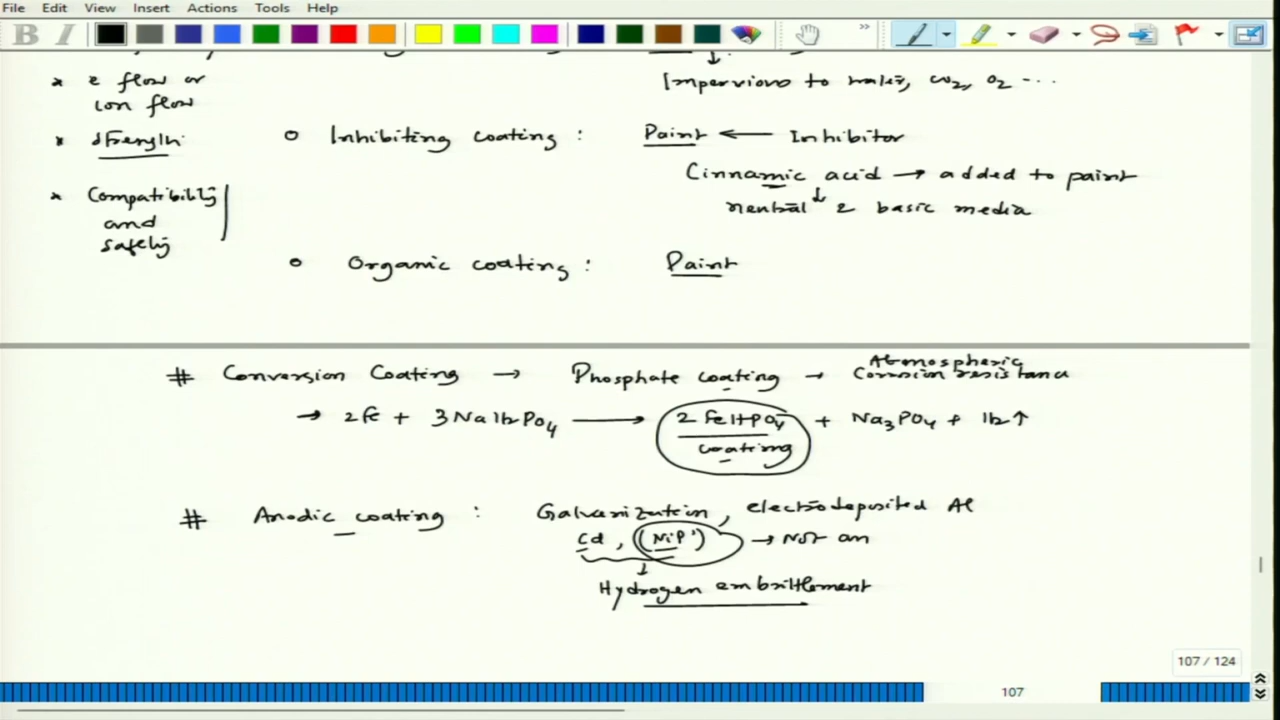 File Edit View Insert Actions Tools Help
B I
* e flow or
ion flow
Impervious to water, CO2, O2 ...
* Strength
o Inhibiting coating : Paint ← Inhibitor
Cinnamic acid → added to paint
↓
neutral & basic media
* Compatibility
and
safety
o Organic coating : Paint
# Conversion Coating → Phosphate coating → Atmospheric
Corrosion resistance
→ 2Fe + 3NaH2PO4 → 2FeHPO4 + Na3PO4 + H2↑
coating
# Anodic coating : Galvanization, electrodeposited Al
Cd, (NiP) → Not an
↓
Hydrogen embrittlement
107 / 124
107